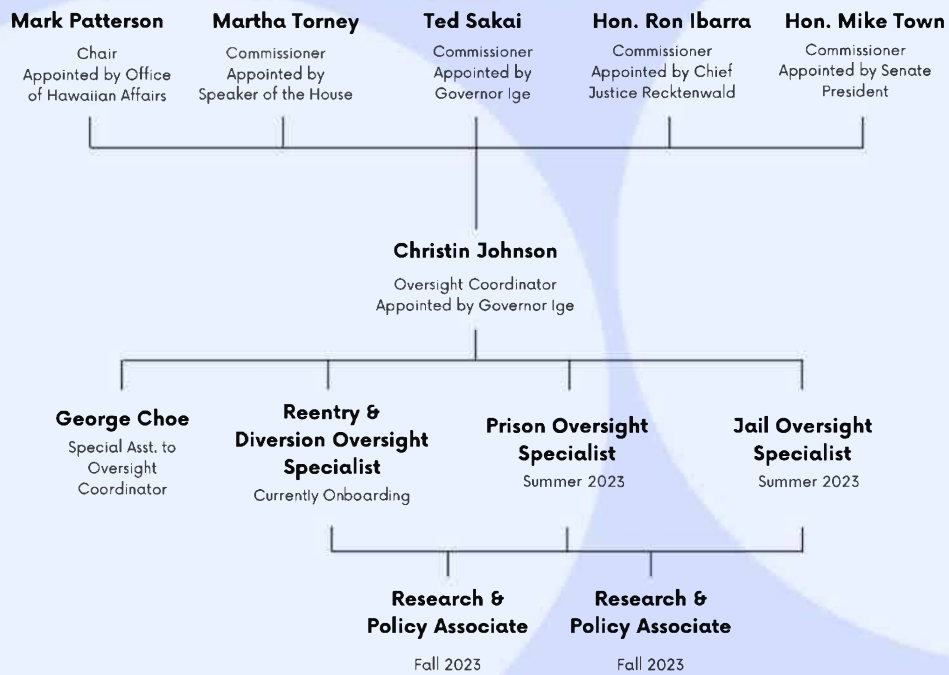 Mark Patterson
Chair
Appointed by Office
of Hawaiian Affairs
Martha Torney
Commissioner
Appointed by
Speaker of the House
Ted Sakai
Commissioner
Appointed by
Governor Ige
Hon. Ron Ibarra
Commissioner
Appointed by Chief
Justice Recktenwald
Hon. Mike Town
Commissioner
Appointed by Senate
President
Christin Johnson
Oversight Coordinator
Appointed by Governor Ige
George Choe
Special Asst. to
Oversight
Coordinator
Reentry &
Diversion Oversight
Specialist
Currently Onboarding
Prison Oversight
Specialist
Summer 2023
Jail Oversight
Specialist
Summer 2023
Research &
Policy Associate
Fall 2023
Research &
Policy Associate
Fall 2023